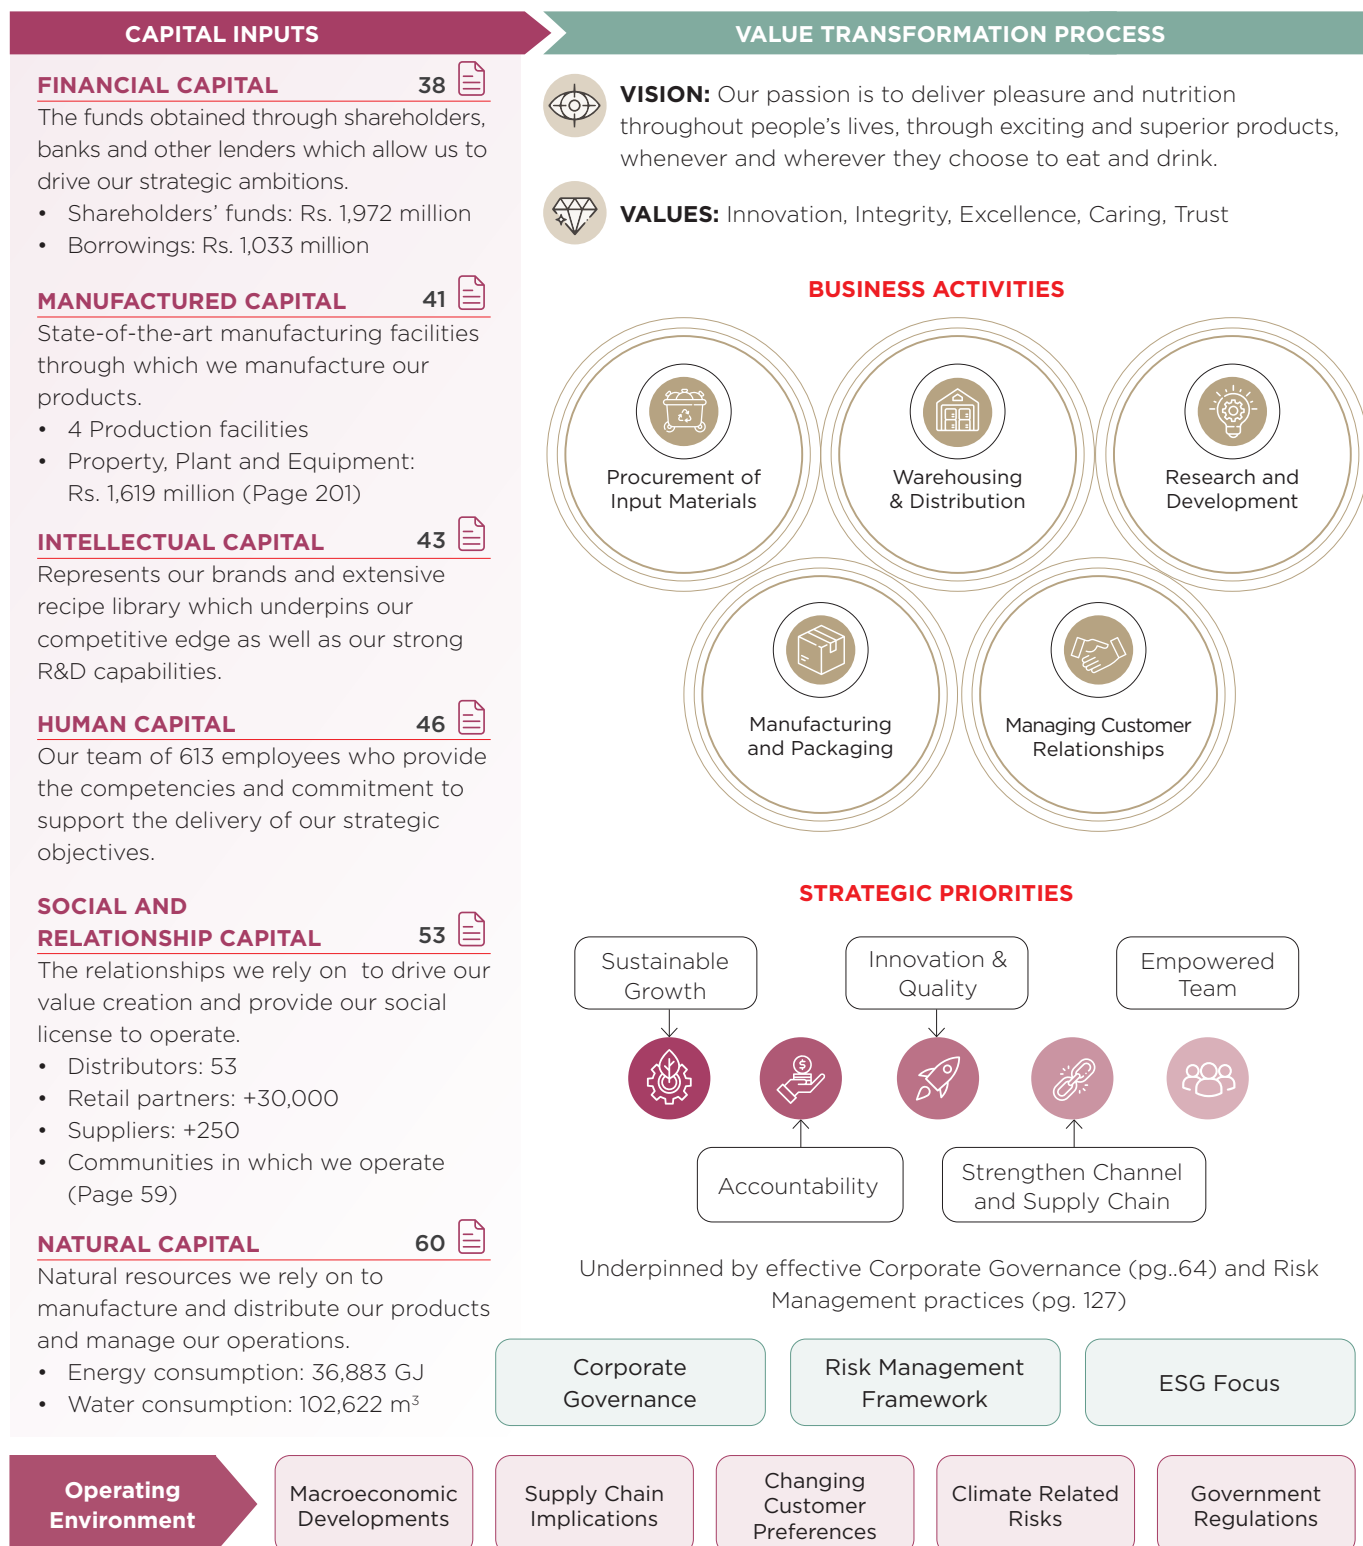 CAPITAL INPUTS
FINANCIAL CAPITAL 38
The funds obtained through shareholders,
banks and other lenders which allow us to
drive our strategic ambitions.
• Shareholders’ funds: Rs. 1,972 million
• Borrowings: Rs. 1,033 million
MANUFACTURED CAPITAL 41
State-of-the-art manufacturing facilities
through which we manufacture our
products.
• 4 Production facilities
• Property, Plant and Equipment:
Rs. 1,619 million (Page 201)
INTELLECTUAL CAPITAL 43
Represents our brands and extensive
recipe library which underpins our
competitive edge as well as our strong
R&D capabilities.
HUMAN CAPITAL 46
Our team of 613 employees who provide
the competencies and commitment to
support the delivery of our strategic
objectives.
SOCIAL AND
RELATIONSHIP CAPITAL 53
The relationships we rely on to drive our
value creation and provide our social
license to operate.
• Distributors: 53
• Retail partners: +30,000
• Suppliers: +250
• Communities in which we operate
(Page 59)
NATURAL CAPITAL 60
Natural resources we rely on to
manufacture and distribute our products
and manage our operations.
• Energy consumption: 36,883 GJ
• Water consumption: 102,622 m³
VALUE TRANSFORMATION PROCESS
VISION: Our passion is to deliver pleasure and nutrition
throughout people’s lives, through exciting and superior products,
whenever and wherever they choose to eat and drink.
VALUES: Innovation, Integrity, Excellence, Caring, Trust
BUSINESS ACTIVITIES
Procurement of
Input Materials
Warehousing
& Distribution
Research and
Development
Manufacturing
and Packaging
Managing Customer
Relationships
STRATEGIC PRIORITIES
Sustainable
Growth
Innovation &
Quality
Empowered
Team
$
Accountability
Strengthen Channel
and Supply Chain
Underpinned by effective Corporate Governance (pg..64) and Risk
Management practices (pg. 127)
Corporate
Governance
Risk Management
Framework
ESG Focus
Operating
Environment
Macroeconomic
Developments
Supply Chain
Implications
Changing
Customer
Preferences
Climate Related
Risks
Government
Regulations